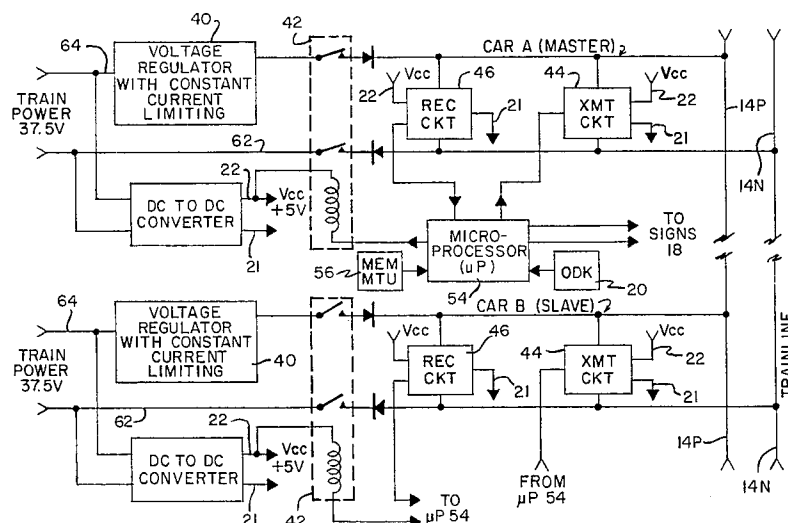 40
42
64
VOLTAGE
REGULATOR
WITH CONSTANT
CURRENT
LIMITING
TRAIN
POWER
37.5V
62
22
DC TO DC
CONVERTER
21
Vcc
+5V
CAR A (MASTER)
Vcc
22
46
REC
CKT
21
44
XMT
CKT
Vcc
22
21
14P
14N
MICRO-
PROCESSOR
(μP)
54
MEM
MTU
56
ODK
20
TO
SIGNS
18
64
VOLTAGE
REGULATOR
WITH CONSTANT
CURRENT
LIMITING
40
TRAIN
POWER
37.5V
62
22
DC TO DC
CONVERTER
21
Vcc
+5V
42
CAR B (SLAVE)
Vcc
22
46
REC
CKT
21
44
XMT
CKT
Vcc
22
21
TRAINLINE
14P
14N
TO
μP 54
FROM
μP 54